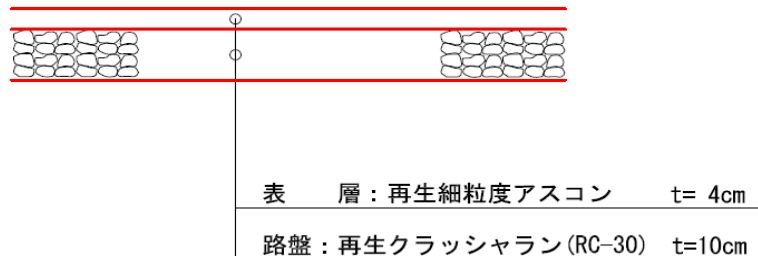 表　　層：再生細粒度アスコン　　t= 4cm
路盤：再生クラッシャラン(RC-30)　t=10cm